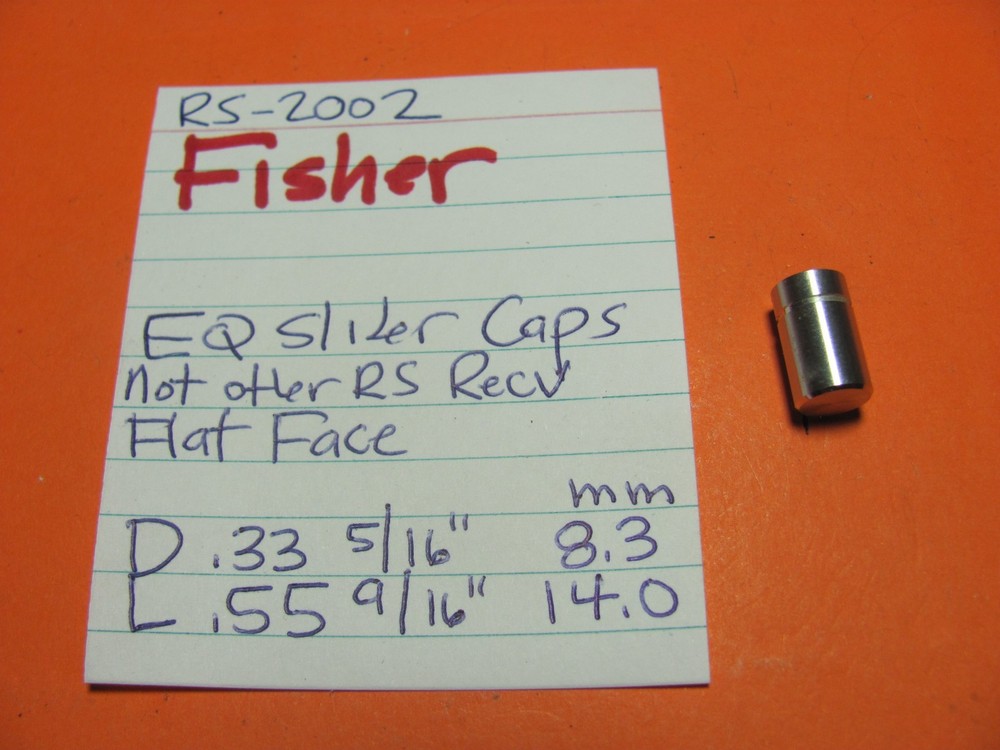 RS-2002
Fisher
EQ Slider Caps
not other RS Recv
Flat Face
mm
D .33 5/16" 8.3
L .55 9/16" 14.0